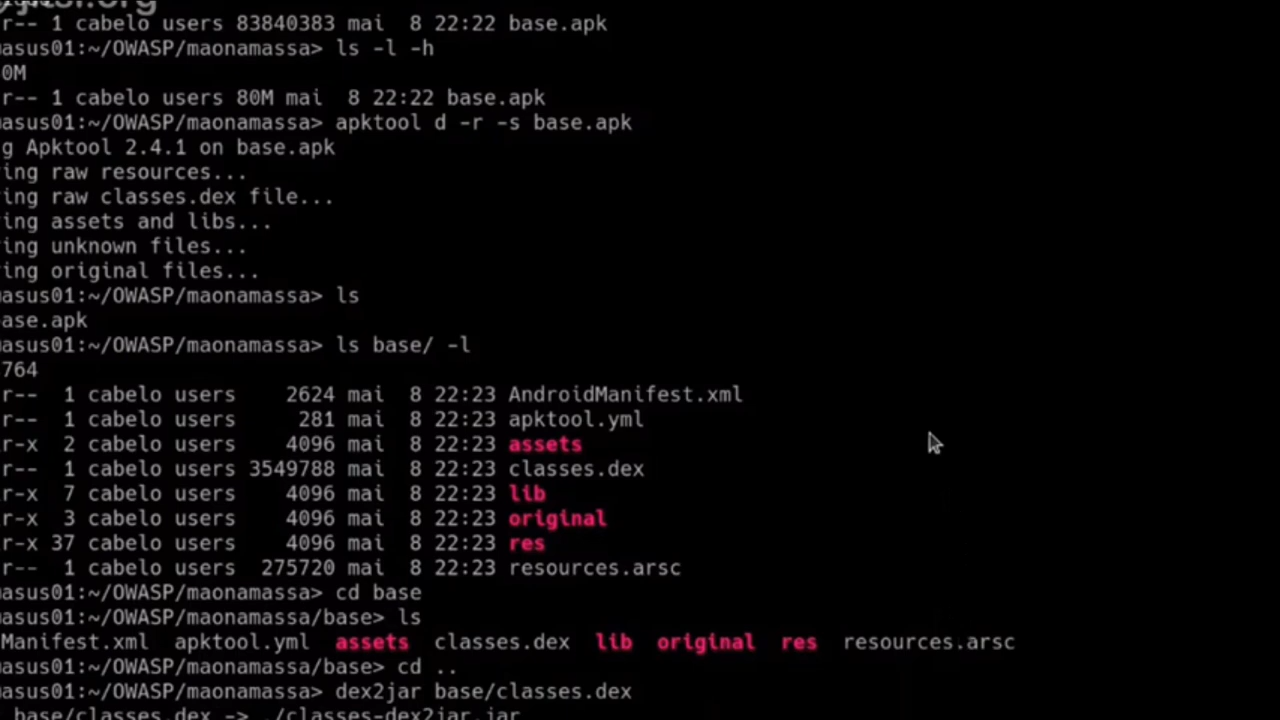 r-- 1 cabelo users 83840383 mai  8 22:22 base.apk
asus01:~/OWASP/maonamassa> ls -l -h
0M
r-- 1 cabelo users 80M mai  8 22:22 base.apk
asus01:~/OWASP/maonamassa> apktool d -r -s base.apk
g Apktool 2.4.1 on base.apk
ing raw resources...
ing raw classes.dex file...
ing assets and libs...
ing unknown files...
ing original files...
asus01:~/OWASP/maonamassa> ls
ase.apk
asus01:~/OWASP/maonamassa> ls base/ -l
764
r--  1 cabelo users    2624 mai  8 22:23 AndroidManifest.xml
r--  1 cabelo users     281 mai  8 22:23 apktool.yml
r-x  2 cabelo users    4096 mai  8 22:23 assets
r--  1 cabelo users 3549788 mai  8 22:23 classes.dex
r-x  7 cabelo users    4096 mai  8 22:23 lib
r-x  3 cabelo users    4096 mai  8 22:23 original
r-x 37 cabelo users    4096 mai  8 22:23 res
r--  1 cabelo users  275720 mai  8 22:23 resources.arsc
asus01:~/OWASP/maonamassa> cd base
asus01:~/OWASP/maonamassa/base> ls
Manifest.xml  apktool.yml  assets  classes.dex  lib  original  res  resources.arsc
asus01:~/OWASP/maonamassa/base> cd ..
asus01:~/OWASP/maonamassa> dex2jar base/classes.dex
base/classes.dex -> ./classes-dex2jar.jar